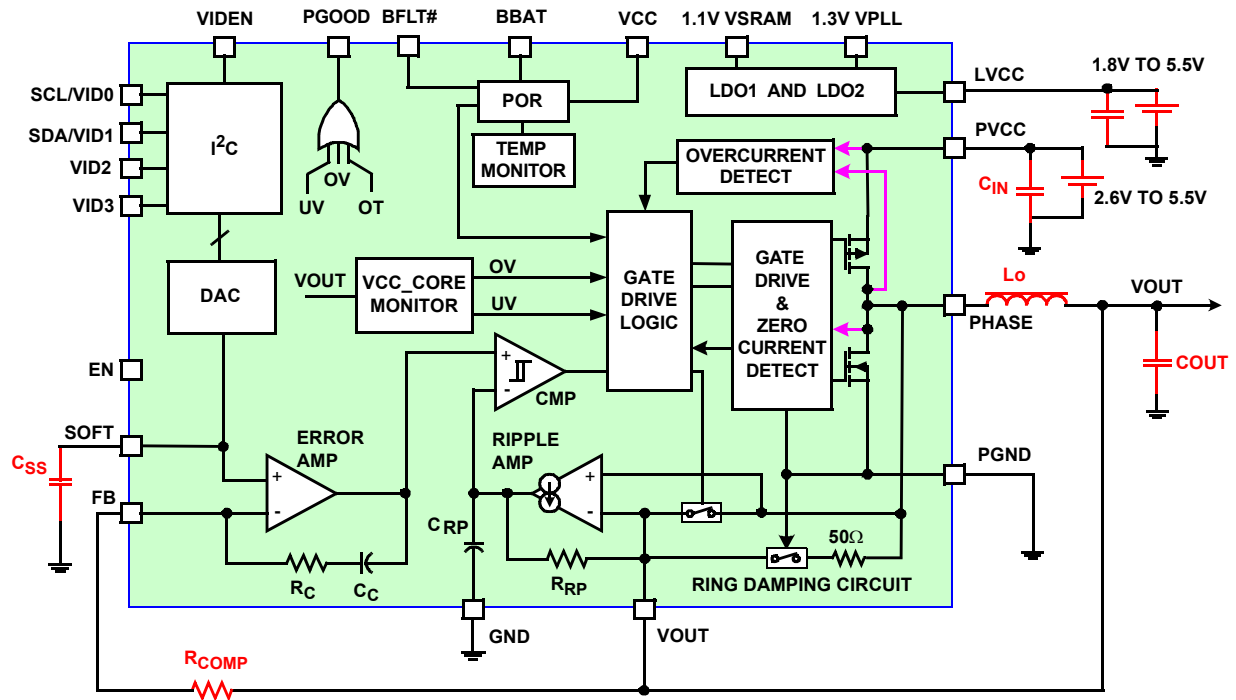 VIDEN PGOOD BFLT# BBAT VCC 1.1V VSRAM 1.3V VPLL
SCL/VID0
SDA/VID1
VID2
VID3
I2C
OV
UV OT
POR
TEMP
MONITOR
LDO1 AND LDO2
LVCC
1.8V TO 5.5V
PVCC
CIN
2.6V TO 5.5V
OVERCURRENT
DETECT
DAC
VOUT
VCC_CORE
MONITOR
OV
UV
GATE
DRIVE
LOGIC
GATE
DRIVE
&
ZERO
CURRENT
DETECT
PHASE
Lo
VOUT
COUT
EN
+
-
CMP
SOFT
CSS
FB
ERROR
AMP
+
-
RIPPLE
AMP
+
-
PGND
CRP
RC
CC
RRP
50Ω
RING DAMPING CIRCUIT
GND
VOUT
RCOMP